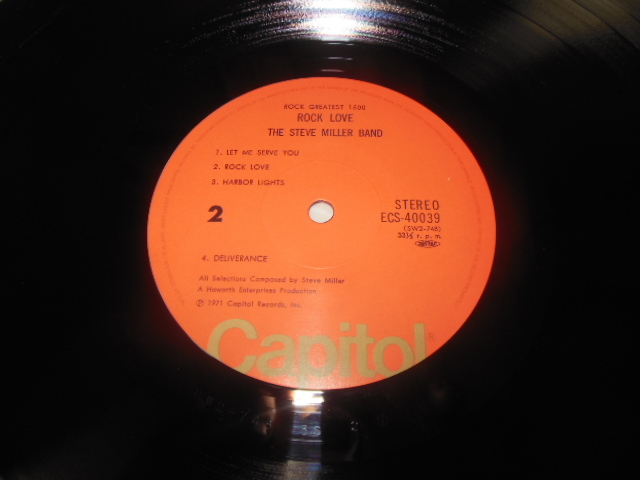 ROCK GREATEST 1500
ROCK LOVE
THE STEVE MILLER BAND
1. LET ME SERVE YOU
2. ROCK LOVE
3. HARBOR LIGHTS
2
STEREO
ECS-40039
(SW2-748)
33⅓ r. p. m.
4. DELIVERANCE
All Selections Composed by Steve Miller
A Haworth Enterprises Production
Ⓟ 1971 Capitol Records, Inc.
Capitol®